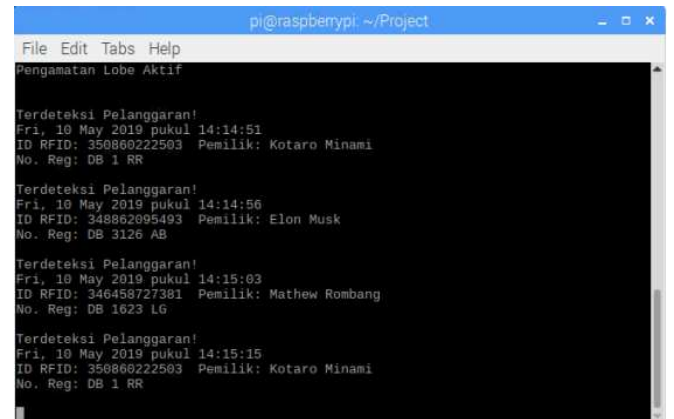 pi@raspberrypi: ~/Project
File Edit Tabs Help
Pengamatan Lobe Aktif
Terdeteksi Pelanggaran!
Fri, 10 May 2019 pukul 14:14:51
ID RFID: 350860222503 Pemilik: Kotaro Minami
No. Reg: DB 1 RR
Terdeteksi Pelanggaran!
Fri, 10 May 2019 pukul 14:14:56
ID RFID: 348862095493 Pemilik: Elon Musk
No. Reg: DB 3126 AB
Terdeteksi Pelanggaran!
Fri, 10 May 2019 pukul 14:15:03
ID RFID: 346458727381 Pemilik: Mathew Rombang
No. Reg: DB 1623 LG
Terdeteksi Pelanggaran!
Fri, 10 May 2019 pukul 14:15:15
ID RFID: 350860222503 Pemilik: Kotaro Minami
No. Reg: DB 1 RR